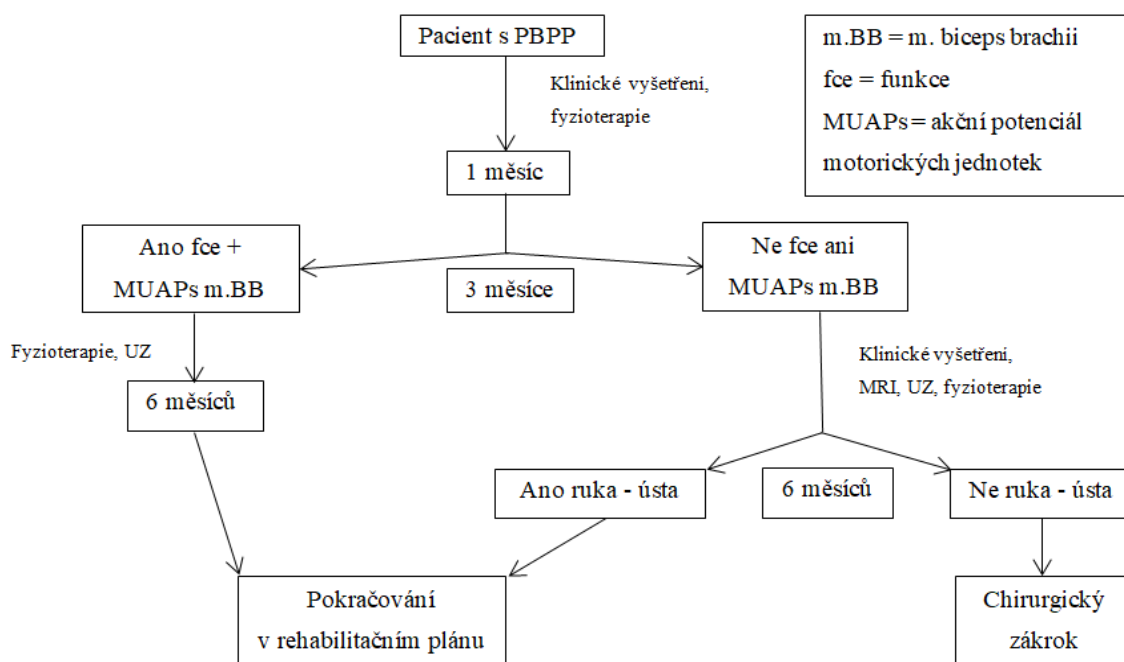 Pacient s PBPP
m.BB = m. biceps brachii
fce = funkce
MUAPs = akční potenciál
motorických jednotek
Klinické vyšetření,
fyzioterapie
1 měsíc
Ano fce +
MUAPs m.BB
3 měsíce
Ne fce ani
MUAPs m.BB
Fyzioterapie, UZ
Klinické vyšetření,
MRI, UZ, fyzioterapie
6 měsíců
Ano ruka - ústa
6 měsíců
Ne ruka - ústa
Pokračování
v rehabilitačním plánu
Chirurgický
zákrok